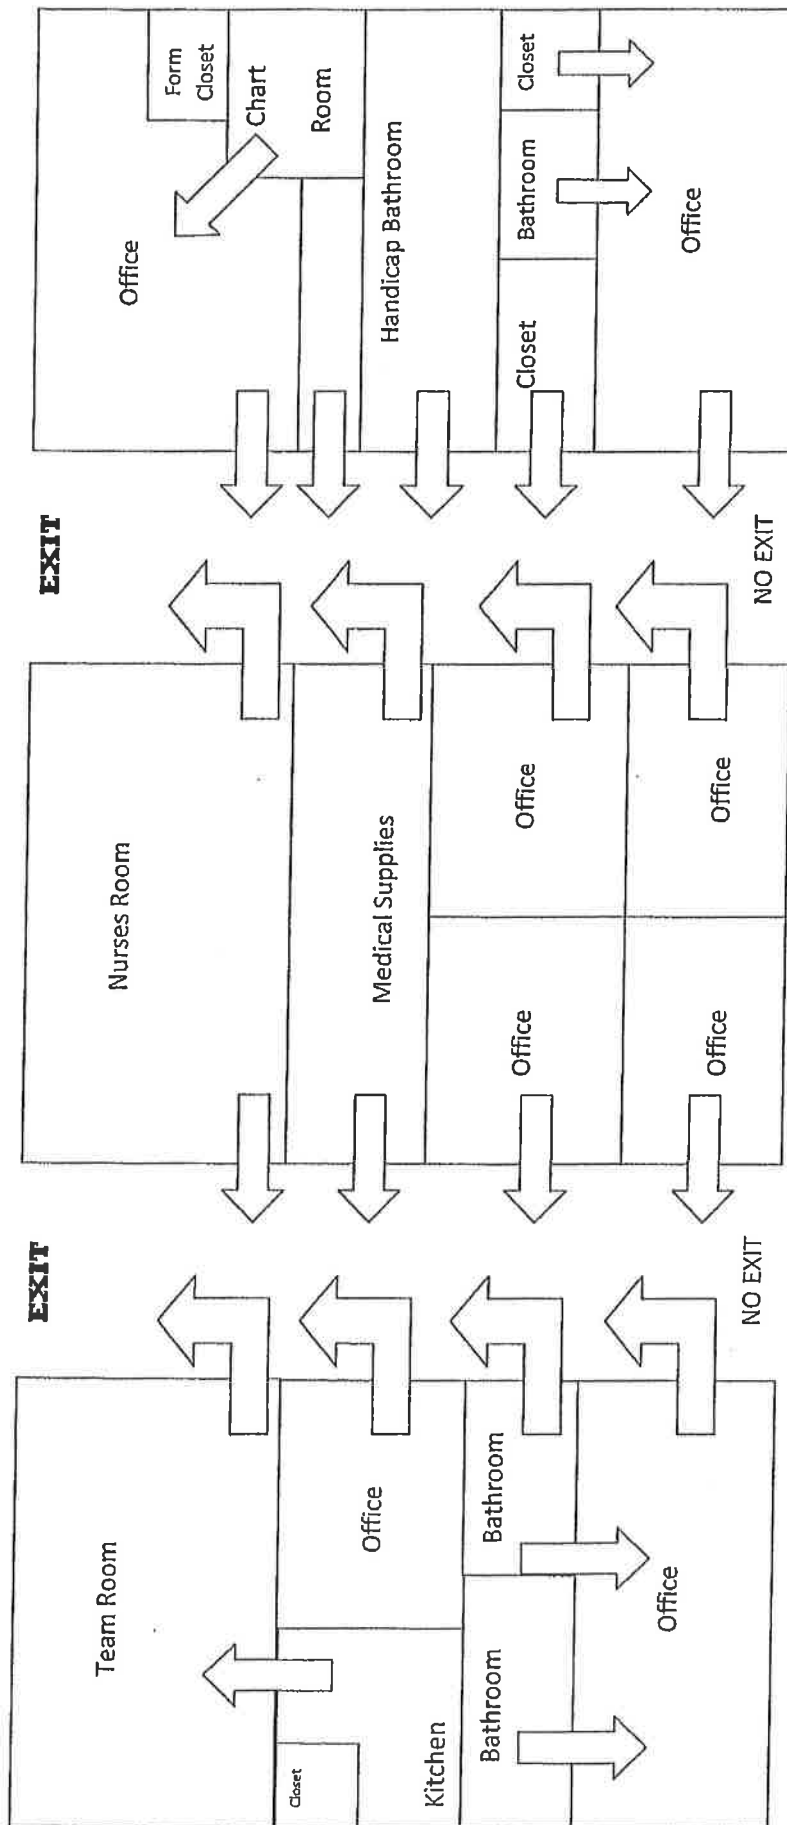 EXIT
EXIT
Team Room
Nurses Room
Office
Form
Closet
Chart
Room
Closet
Kitchen
Office
Medical Supplies
Handicap Bathroom
Bathroom
Bathroom
Office
Office
Closet
Bathroom
Closet
Office
Office
Office
Office
NO EXIT
NO EXIT